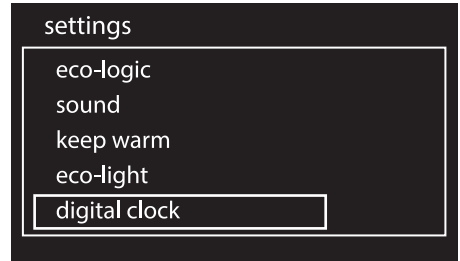 settings
eco-logic
sound
keep warm
eco-light
digital clock